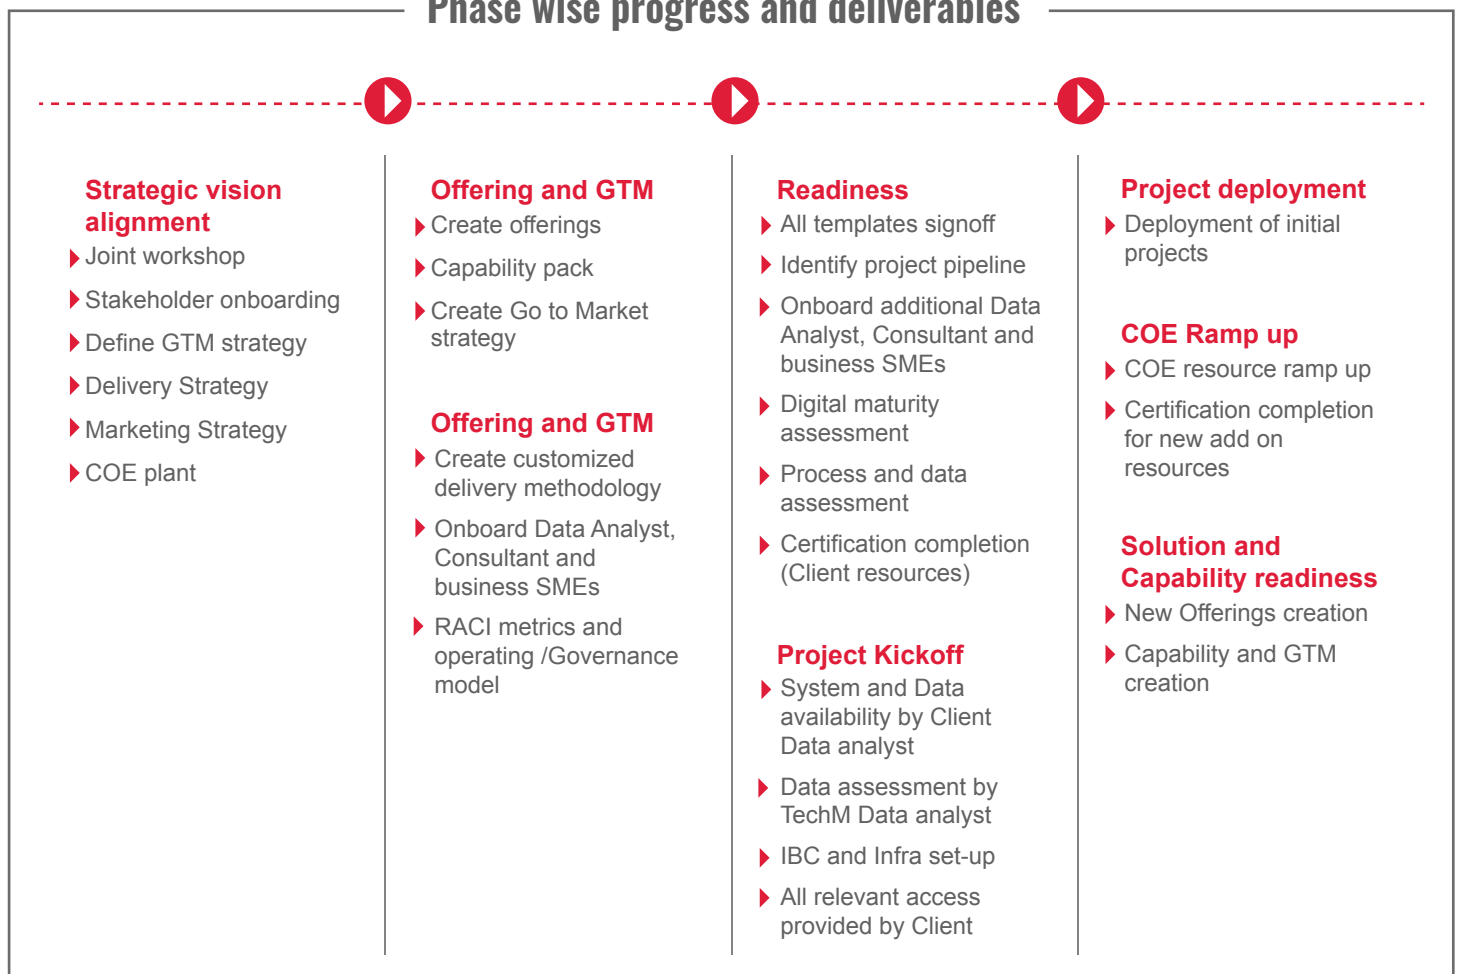 Phase wise progress and deliverables
Strategic vision
alignment
Joint workshop
Stakeholder onboarding
Define GTM strategy
Delivery Strategy
Marketing Strategy
COE plant
Offering and GTM
Create offerings
Capability pack
Create Go to Market
strategy
Offering and GTM
Create customized
delivery methodology
Onboard Data Analyst,
Consultant and
business SMEs
RACI metrics and
operating /Governance
model
Readiness
All templates signoff
Identify project pipeline
Onboard additional Data
Analyst, Consultant and
business SMEs
Digital maturity
assessment
Process and data
assessment
Certification completion
(Client resources)
Project Kickoff
System and Data
availability by Client
Data analyst
Data assessment by
TechM Data analyst
IBC and Infra set-up
All relevant access
provided by Client
Project deployment
Deployment of initial
projects
COE Ramp up
COE resource ramp up
Certification completion
for new add on
resources
Solution and
Capability readiness
New Offerings creation
Capability and GTM
creation